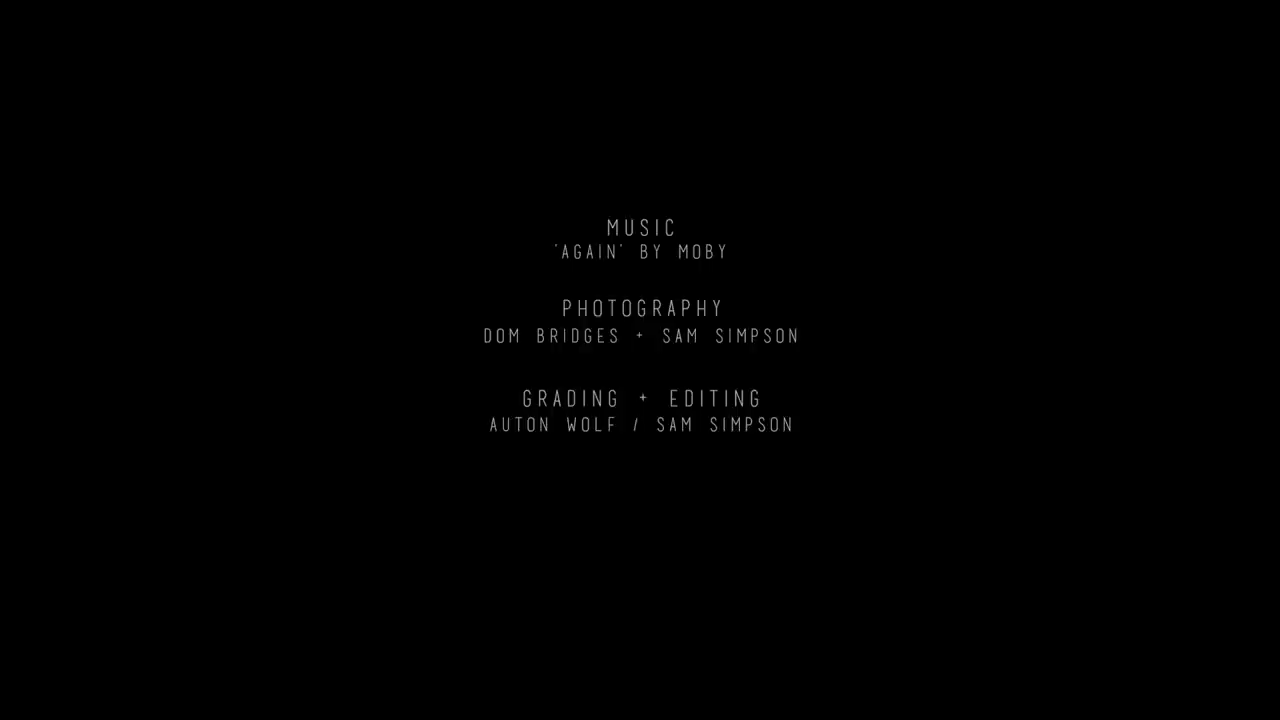 MUSIC
'AGAIN' BY MOBY
PHOTOGRAPHY
DOM BRIDGES + SAM SIMPSON
GRADING + EDITING
AUTON WOLF / SAM SIMPSON